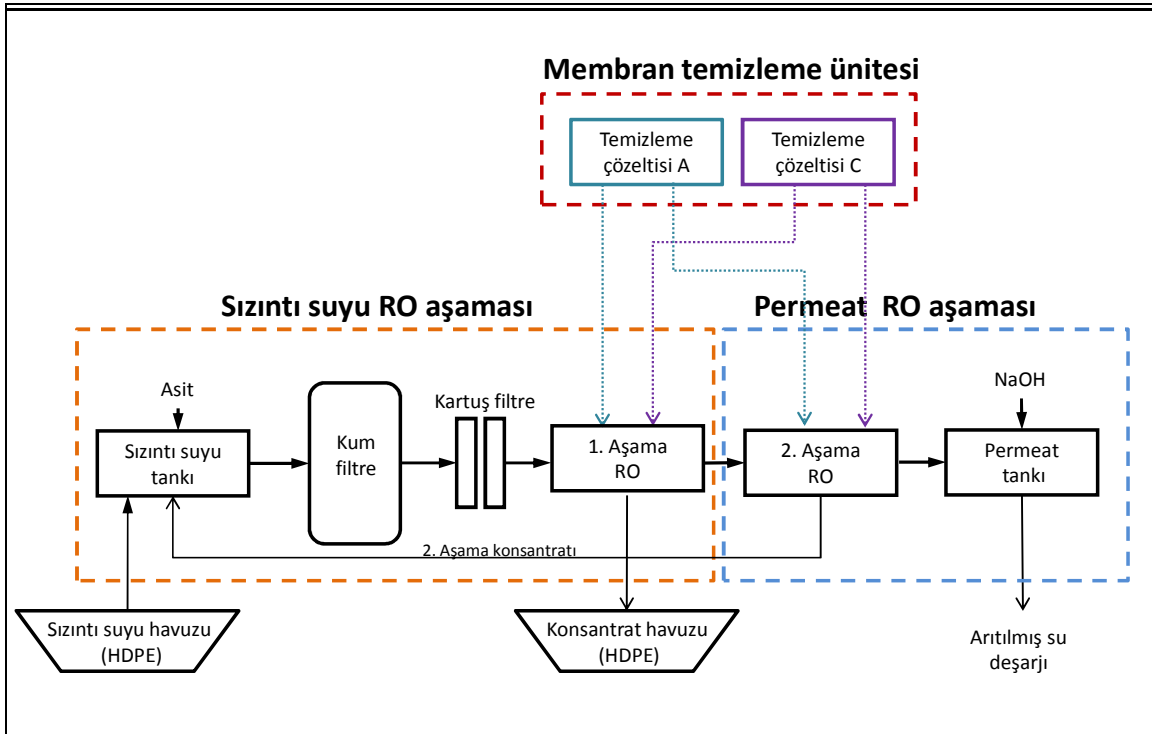 Membran temizleme ünitesi
Temizleme
çözeltisi A
Temizleme
çözeltisi C
Sızıntı suyu RO aşaması
Permeat RO aşaması
Asit
Sızıntı suyu
tankı
Kum
filtre
Kartuş filtre
1. Aşama
RO
2. Aşama
RO
NaOH
Permeat
tankı
2. Aşama konsantratı
Sızıntı suyu havuzu
(HDPE)
Konsantrat havuzu
(HDPE)
Arıtılmış su
deşarjı